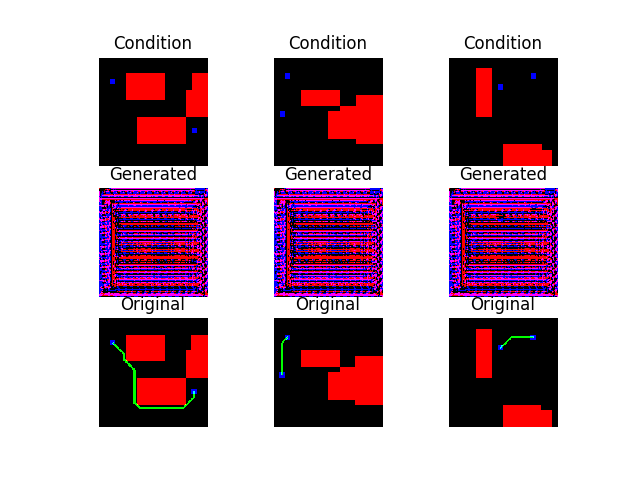 Condition Condition Condition
Generated Generated Generated
Original Original Original